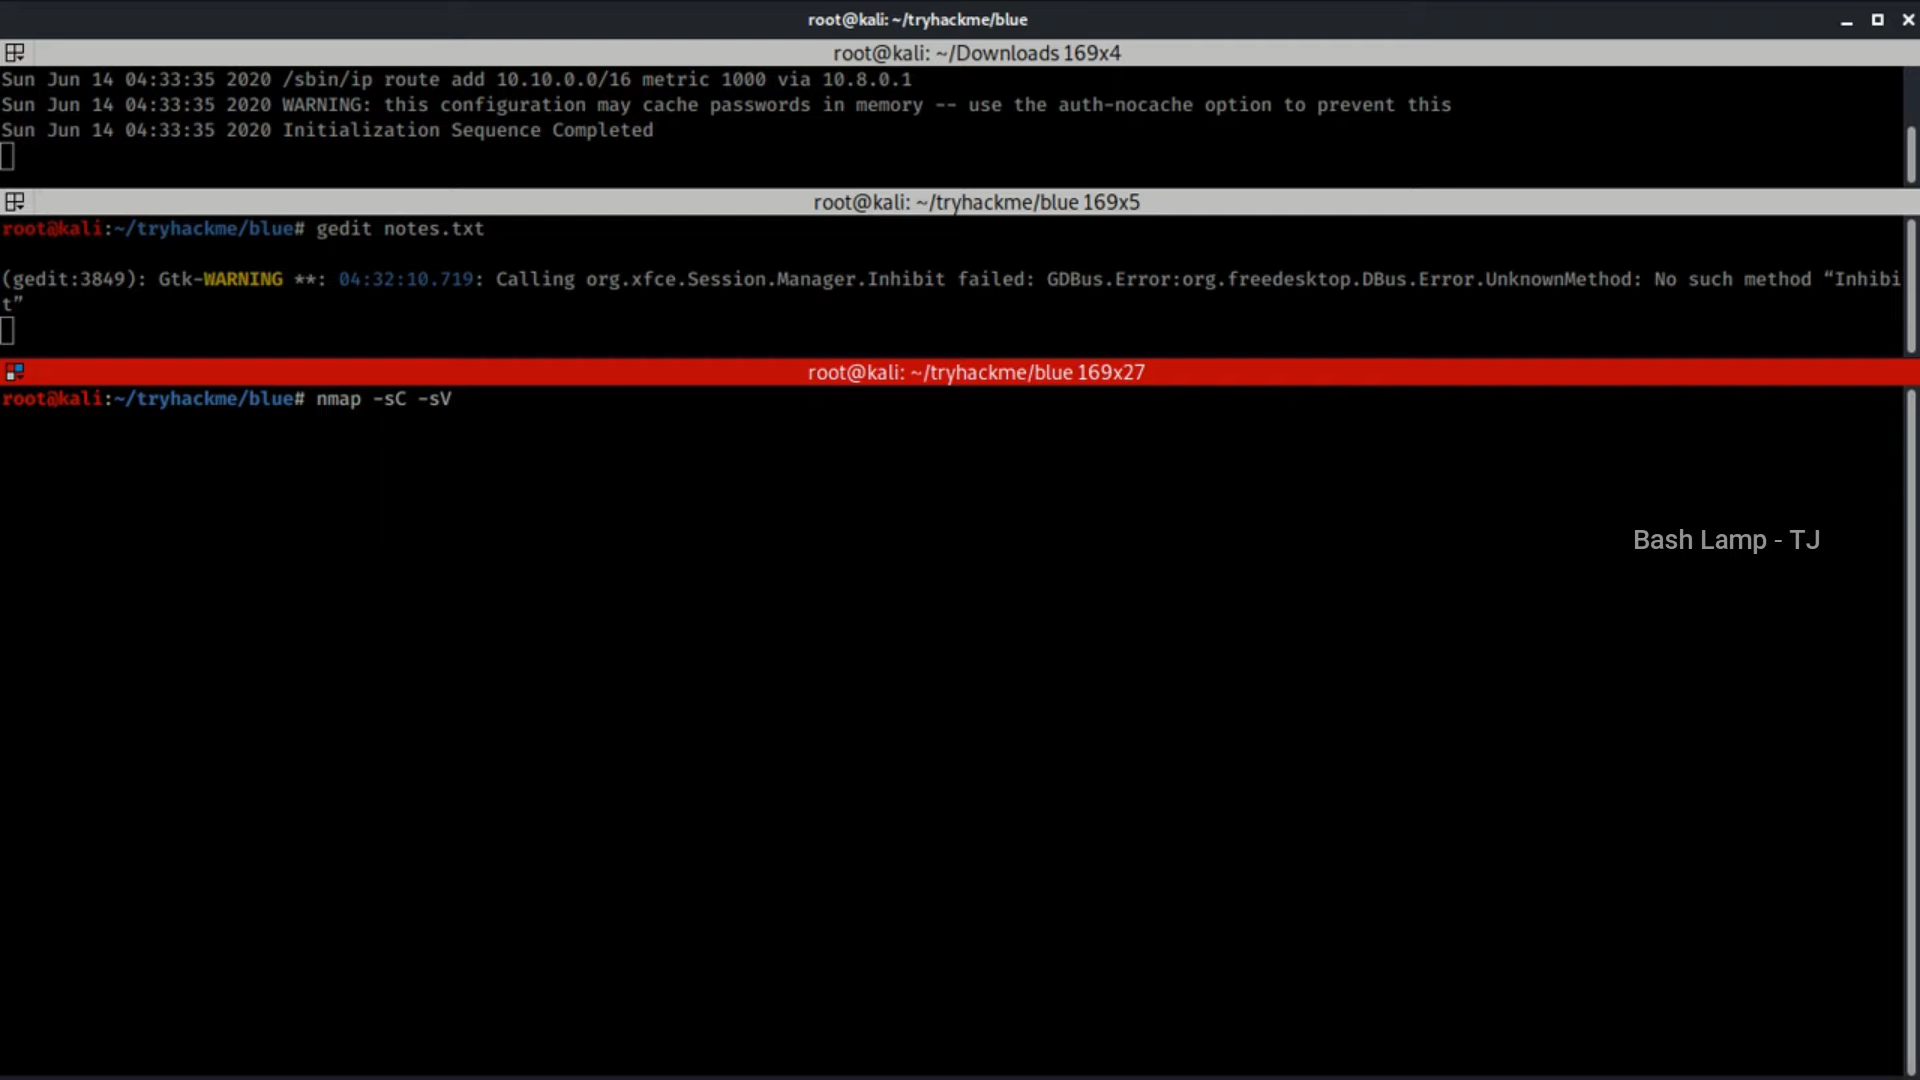 root@kali: ~/tryhackme/blue
root@kali: ~/Downloads 169x4
Sun Jun 14 04:33:35 2020 /sbin/ip route add 10.10.0.0/16 metric 1000 via 10.8.0.1
Sun Jun 14 04:33:35 2020 WARNING: this configuration may cache passwords in memory -- use the auth-nocache option to prevent this
Sun Jun 14 04:33:35 2020 Initialization Sequence Completed
root@kali: ~/tryhackme/blue 169x5
root@kali:~/tryhackme/blue# gedit notes.txt
(gedit:3849): Gtk-WARNING **: 04:32:10.719: Calling org.xfce.Session.Manager.Inhibit failed: GDBus.Error:org.freedesktop.DBus.Error.UnknownMethod: No such method “Inhibi
t”
root@kali: ~/tryhackme/blue 169x27
root@kali:~/tryhackme/blue# nmap -sC -sV
Bash Lamp - TJ